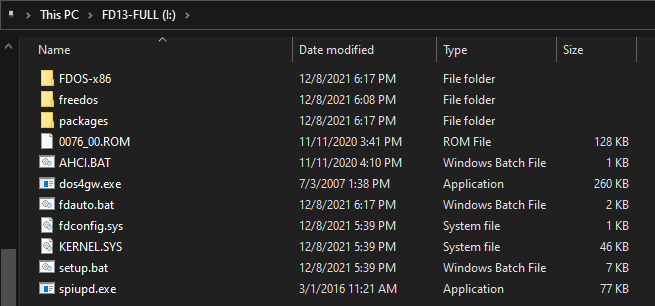 This PC > FD13-FULL (I:) >
Name Date modified Type Size
FDOS-x86 12/8/2021 6:17 PM File folder
freedos 12/8/2021 6:08 PM File folder
packages 12/8/2021 6:17 PM File folder
0076_00.ROM 11/11/2020 3:41 PM ROM File 128 KB
AHCI.BAT 11/11/2020 4:10 PM Windows Batch File 1 KB
dos4gw.exe 7/3/2007 1:38 PM Application 260 KB
fdauto.bat 12/8/2021 6:17 PM Windows Batch File 2 KB
fdconfig.sys 12/8/2021 5:39 PM System file 1 KB
KERNEL.SYS 12/8/2021 5:39 PM System file 46 KB
setup.bat 12/8/2021 5:39 PM Windows Batch File 7 KB
spiupd.exe 3/1/2016 11:21 AM Application 77 KB